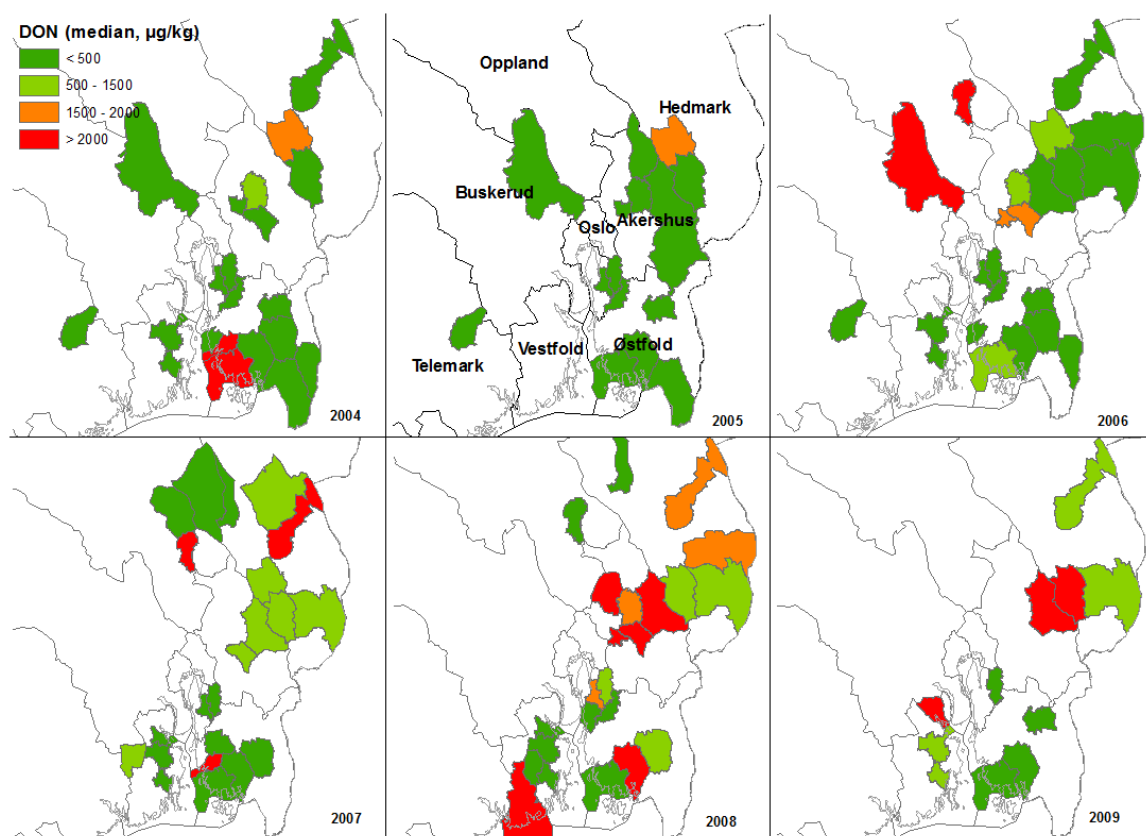 DON (median, µg/kg)
< 500
500 - 1500
1500 - 2000
> 2000
2004
Oppland
Hedmark
Buskerud
Oslo
Akershus
Vestfold
Østfold
Telemark
2005
2006
2007
2008
2009